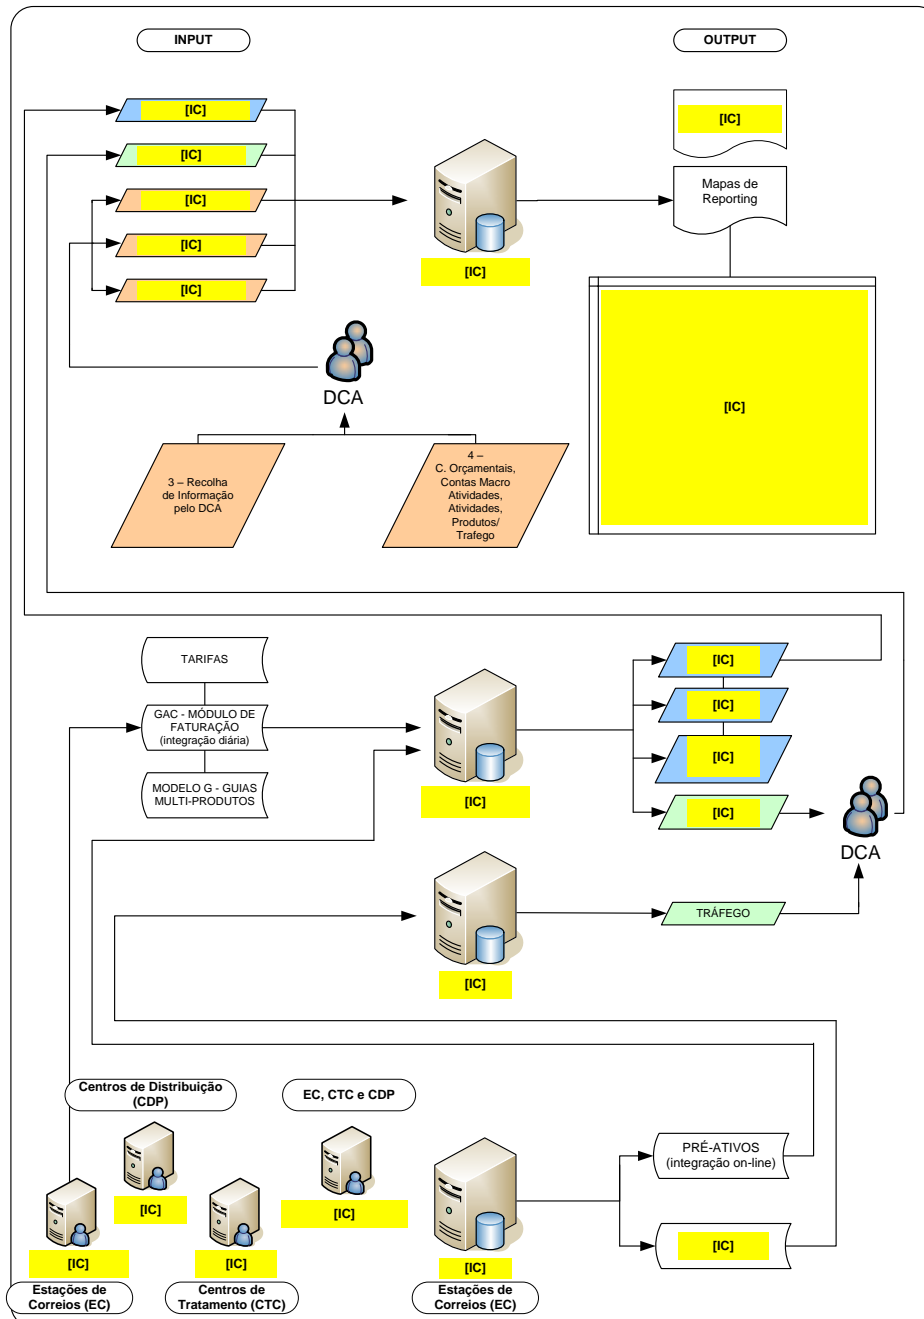 INPUT
OUTPUT
[IC]
[IC]
[IC]
[IC]
[IC]
[IC]
[IC]
Mapas de
Reporting
[IC]
DCA
3 – Recolha
de Informação
pelo DCA
4 –
C. Orçamentais,
Contas Macro
Atividades,
Atividades,
Produtos/
Trafego
TARIFAS
GAC - MÓDULO DE
FATURAÇÃO
(integração diária)
MODELO G - GUIAS
MULTI-PRODUTOS
[IC]
[IC]
[IC]
[IC]
[IC]
DCA
[IC]
TRÁFEGO
Centros de Distribuição
(CDP)
EC, CTC e CDP
[IC]
[IC]
[IC]
[IC]
[IC]
PRÉ-ATIVOS
(integração on-line)
[IC]
Estações de
Correios (EC)
Centros de
Tratamento (CTC)
Estações de
Correios (EC)